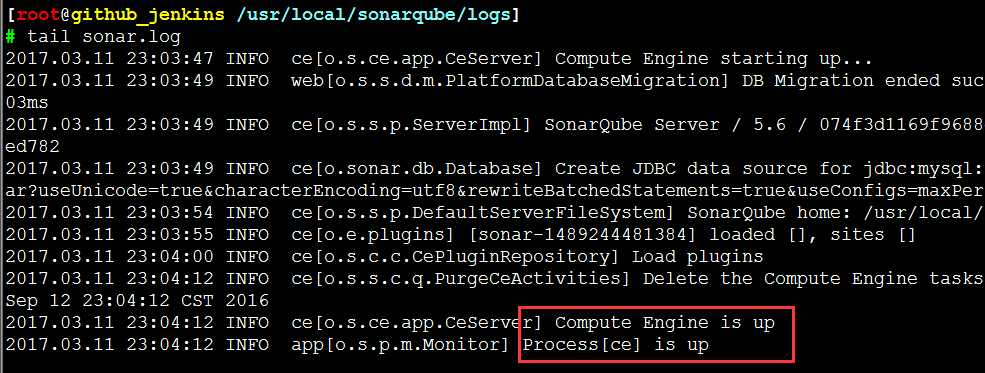 [root@github_jenkins /usr/local/sonarqube/logs]
# tail sonar.log
2017.03.11 23:03:47 INFO  ce[o.s.ce.app.CeServer] Compute Engine starting up...
2017.03.11 23:03:49 INFO  web[o.s.s.d.m.PlatformDatabaseMigration] DB Migration ended suc
03ms
2017.03.11 23:03:49 INFO  ce[o.s.s.p.ServerImpl] SonarQube Server / 5.6 / 074f3d1169f9688
ed782
2017.03.11 23:03:49 INFO  ce[o.sonar.db.Database] Create JDBC data source for jdbc:mysql:
ar?useUnicode=true&characterEncoding=utf8&rewriteBatchedStatements=true&useConfigs=maxPer
2017.03.11 23:03:54 INFO  ce[o.s.s.p.DefaultServerFileSystem] SonarQube home: /usr/local/
2017.03.11 23:03:55 INFO  ce[o.e.plugins] [sonar-1489244481384] loaded [], sites []
2017.03.11 23:04:00 INFO  ce[o.s.c.c.CePluginRepository] Load plugins
2017.03.11 23:04:12 INFO  ce[o.s.s.c.q.PurgeCeActivities] Delete the Compute Engine tasks
Sep 12 23:04:12 CST 2016
2017.03.11 23:04:12 INFO  ce[o.s.ce.app.CeServer] Compute Engine is up
2017.03.11 23:04:12 INFO  app[o.s.p.m.Monitor] Process[ce] is up